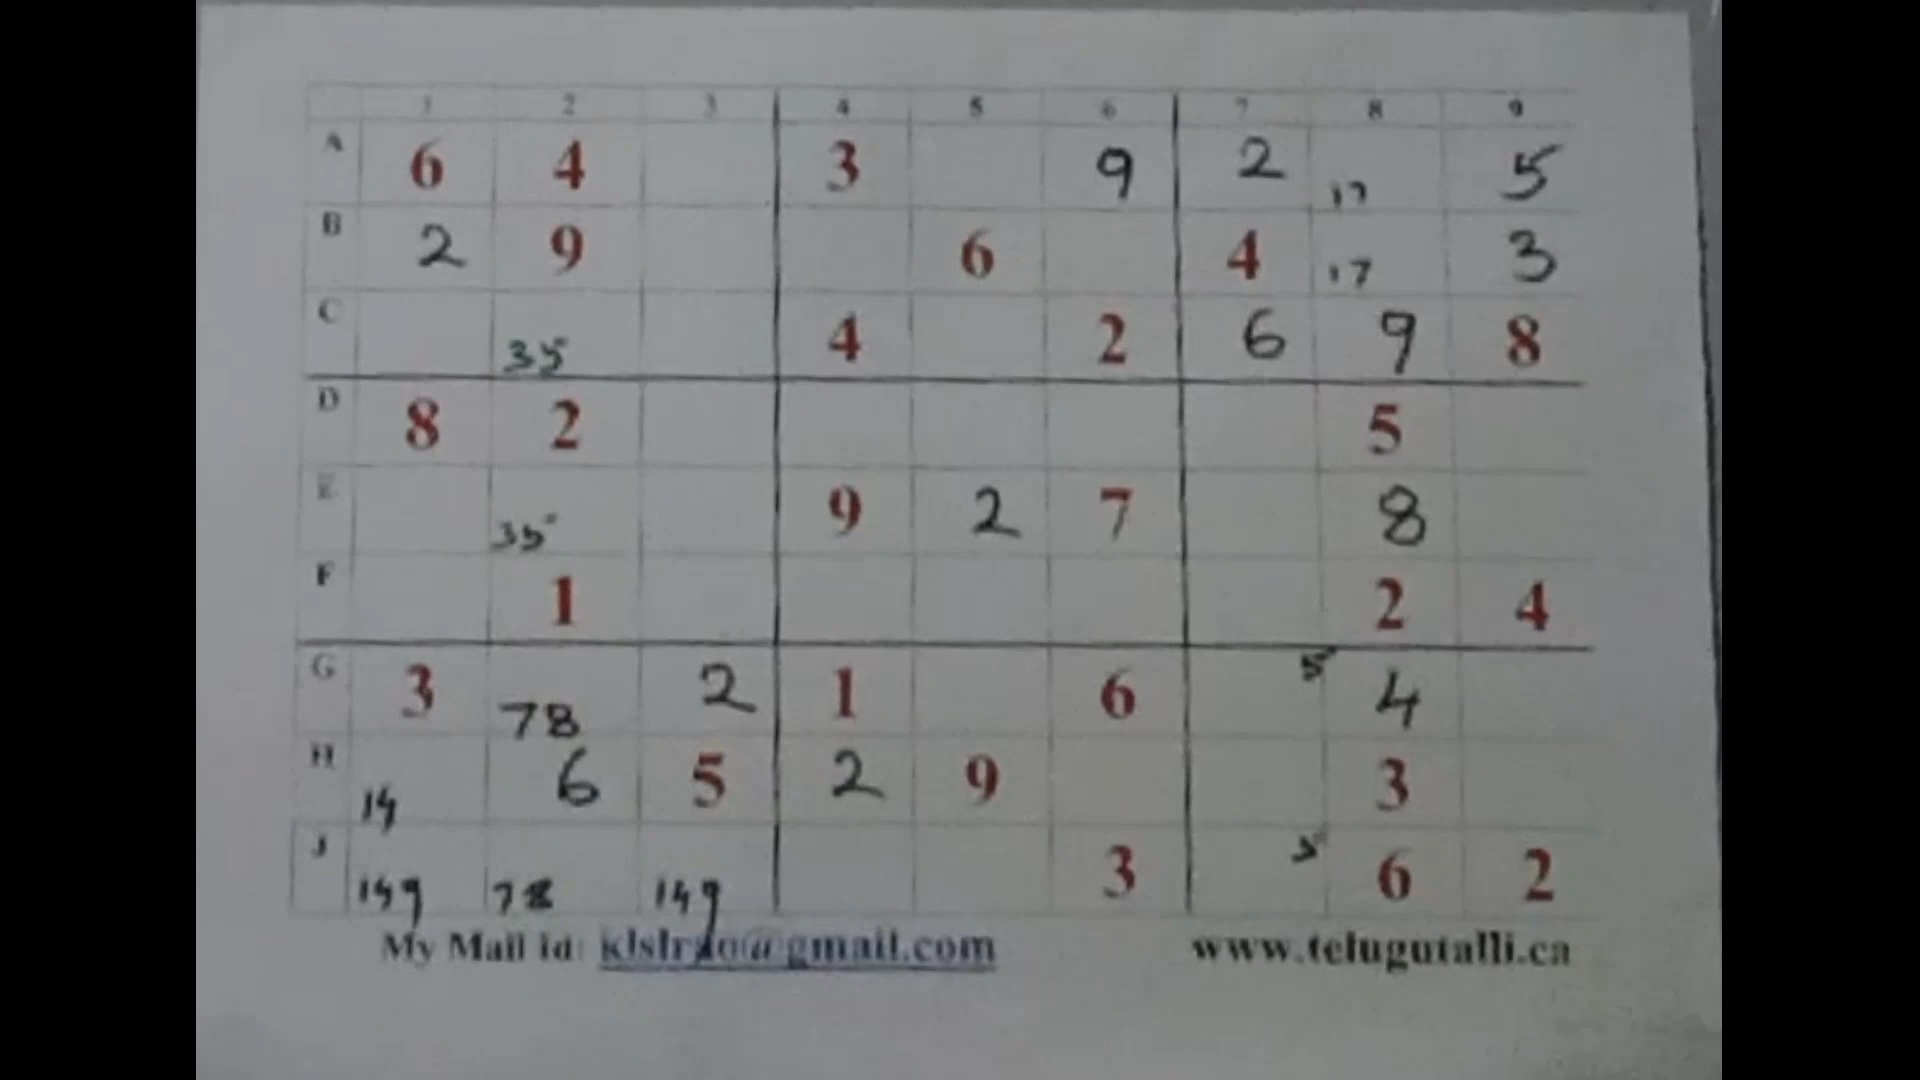 1 2 3 4 5 6 7 8 9
A 6 4 3 9 2 17 5
B 2 9 6 4 17 3
C 35 4 2 6 9 8
D 8 2 5
E 35 9 2 7 8
F 1 2 4
G 3 78 2 1 6 5 4
H 14 6 5 2 9 3
J 149 78 149 3 5 6 2
My Mail id: klslrao@gmail.com www.telugutalli.ca